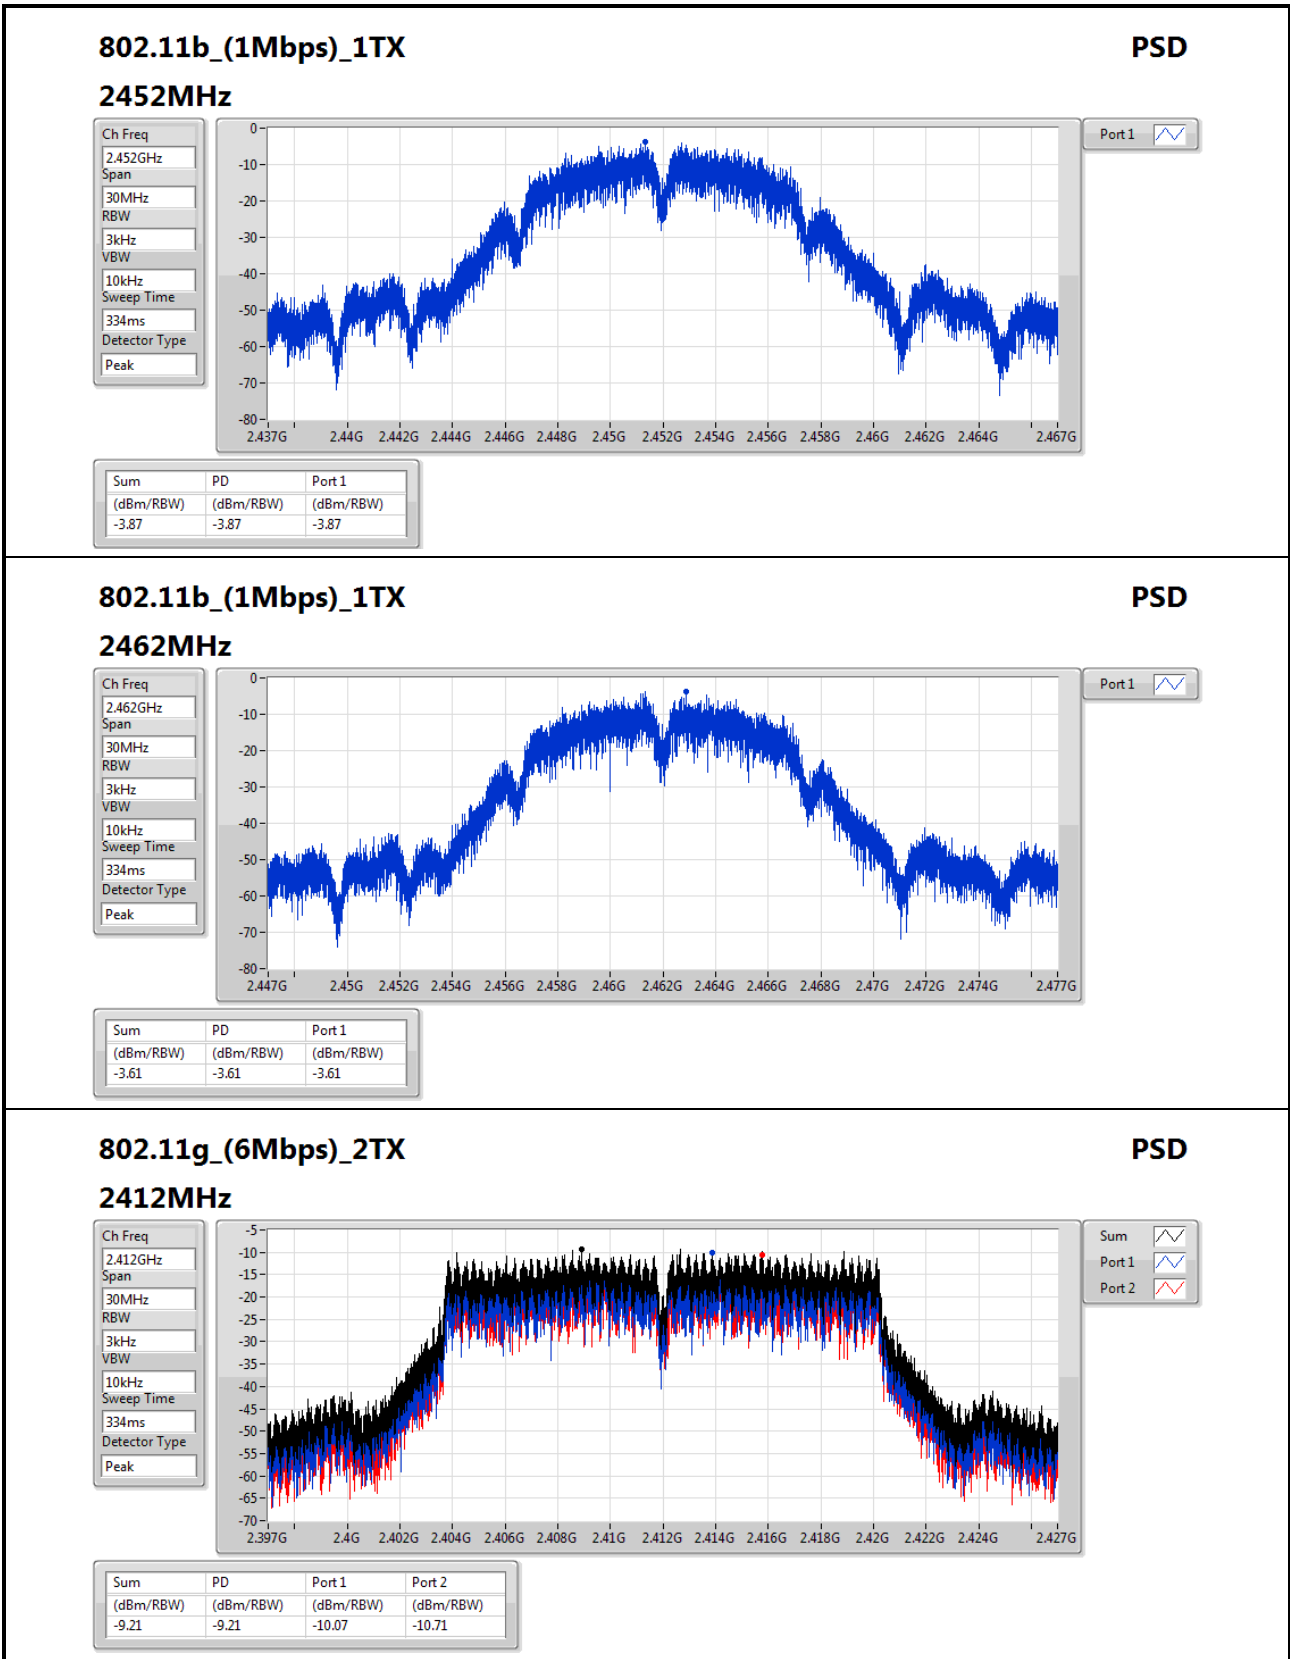 802.11b_(1Mbps)_1TX PSD
2452MHz
Ch Freq
2.452GHz
Span
30MHz
RBW
3kHz
VBW
10kHz
Sweep Time
334ms
Detector Type
Peak
0
-10
-20
-30
-40
-50
-60
-70
-80
2.437G 2.44G 2.442G 2.444G 2.446G 2.448G 2.45G 2.452G 2.454G 2.456G 2.458G 2.46G 2.462G 2.464G 2.467G
Port 1
Sum PD Port 1
(dBm/RBW) (dBm/RBW) (dBm/RBW)
-3.87 -3.87 -3.87
802.11b_(1Mbps)_1TX PSD
2462MHz
Ch Freq
2.462GHz
Span
30MHz
RBW
3kHz
VBW
10kHz
Sweep Time
334ms
Detector Type
Peak
0
-10
-20
-30
-40
-50
-60
-70
-80
2.447G 2.45G 2.452G 2.454G 2.456G 2.458G 2.46G 2.462G 2.464G 2.466G 2.468G 2.47G 2.472G 2.474G 2.477G
Port 1
Sum PD Port 1
(dBm/RBW) (dBm/RBW) (dBm/RBW)
-3.61 -3.61 -3.61
802.11g_(6Mbps)_2TX PSD
2412MHz
Ch Freq
2.412GHz
Span
30MHz
RBW
3kHz
VBW
10kHz
Sweep Time
334ms
Detector Type
Peak
-5
-10
-15
-20
-25
-30
-35
-40
-45
-50
-55
-60
-65
-70
2.397G 2.4G 2.402G 2.404G 2.406G 2.408G 2.41G 2.412G 2.414G 2.416G 2.418G 2.42G 2.422G 2.424G 2.427G
Sum
Port 1
Port 2
Sum PD Port 1 Port 2
(dBm/RBW) (dBm/RBW) (dBm/RBW) (dBm/RBW)
-9.21 -9.21 -10.07 -10.71